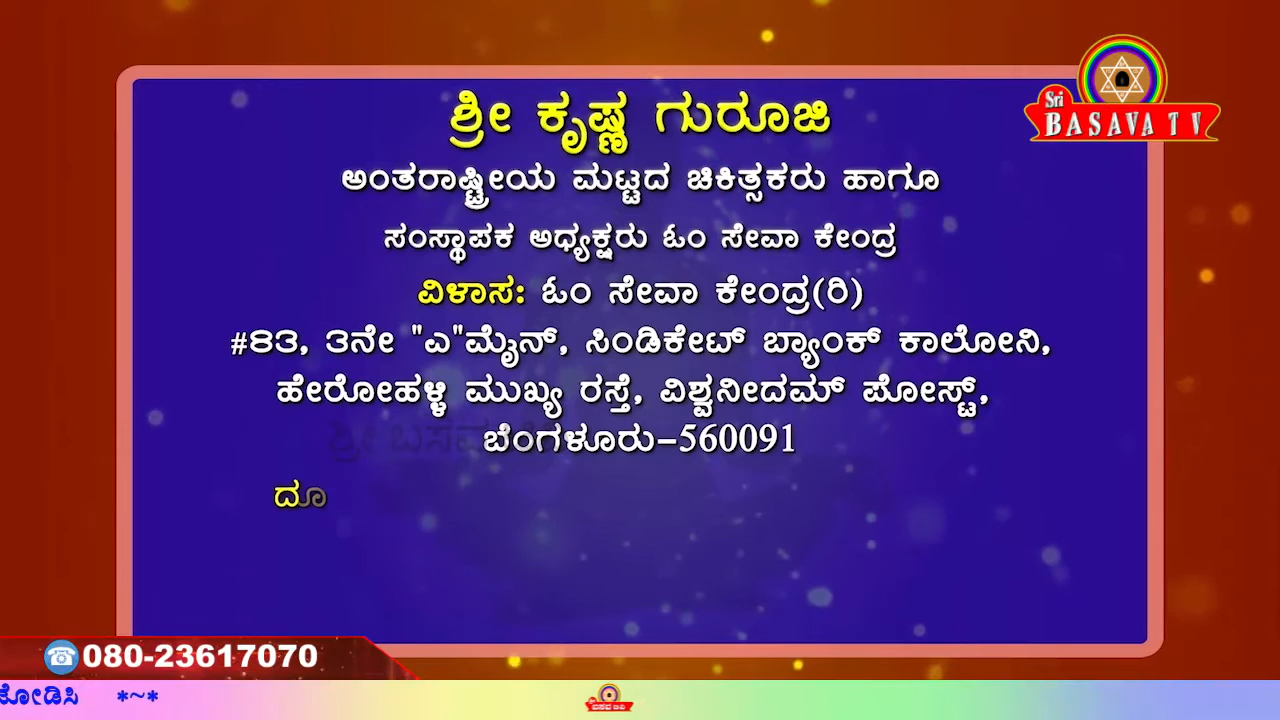 ಶ್ರೀ ಕೃಷ್ಣ ಗುರೂಜಿ
Sri
BASAVA TV
ಅಂತರಾಷ್ಟ್ರೀಯ ಮಟ್ಟದ ಚಿಕಿತ್ಸಕರು ಹಾಗೂ
ಸಂಸ್ಥಾಪಕ ಅಧ್ಯಕ್ಷರು ಓಂ ಸೇವಾ ಕೇಂದ್ರ
ವಿಳಾಸ: ಓಂ ಸೇವಾ ಕೇಂದ್ರ(ರಿ)
#83, 3ನೇ "ಎ"ಮೈನ್, ಸಿಂಡಿಕೇಟ್ ಬ್ಯಾಂಕ್ ಕಾಲೋನಿ,
ಹೇರೋಹಳ್ಳಿ ಮುಖ್ಯ ರಸ್ತೆ, ವಿಶ್ವನೀದಮ್ ಪೋಸ್ಟ್,
ಬೆಂಗಳೂರು-560091
ದೂ
080-23617070
ಕೋಡಿಸಿ *~*